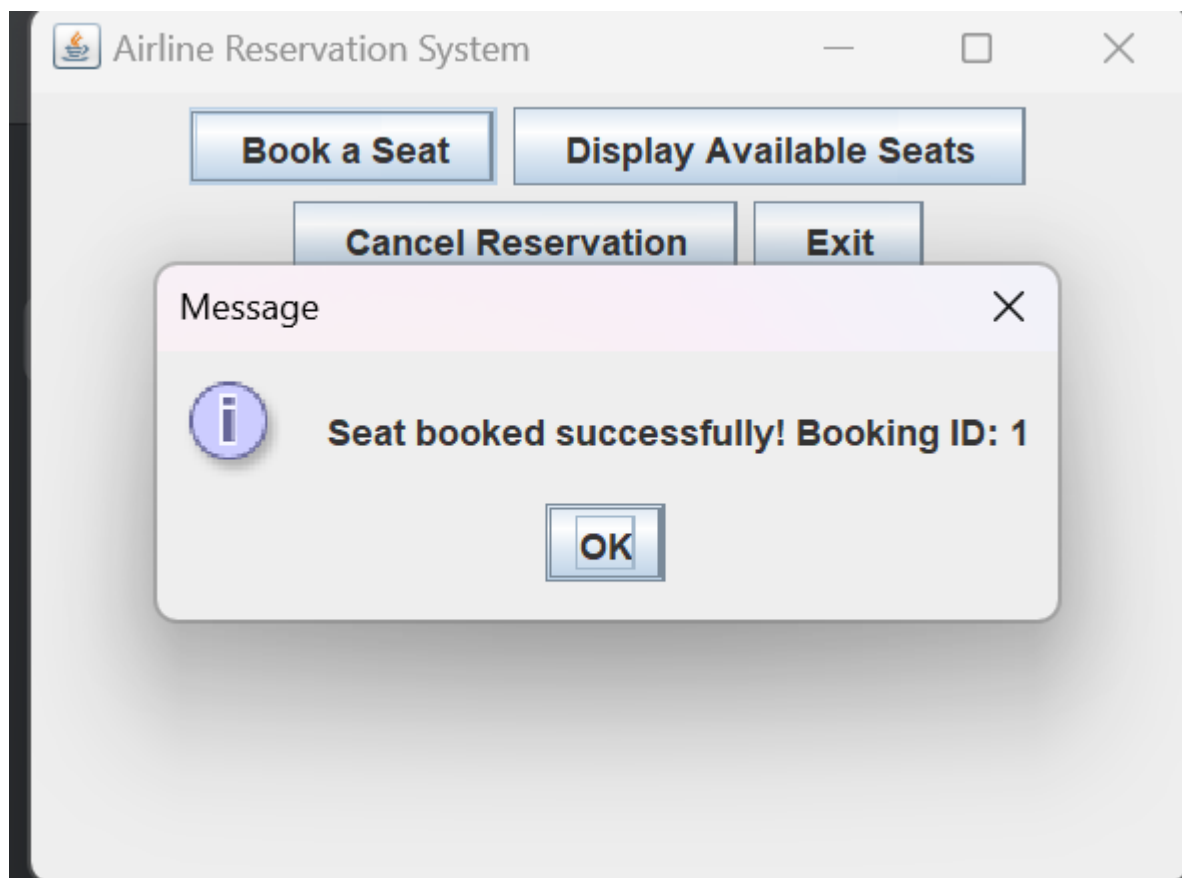 Airline Reservation System
Book a Seat Display Available Seats
Cancel Reservation Exit
Message
i Seat booked successfully! Booking ID: 1
OK